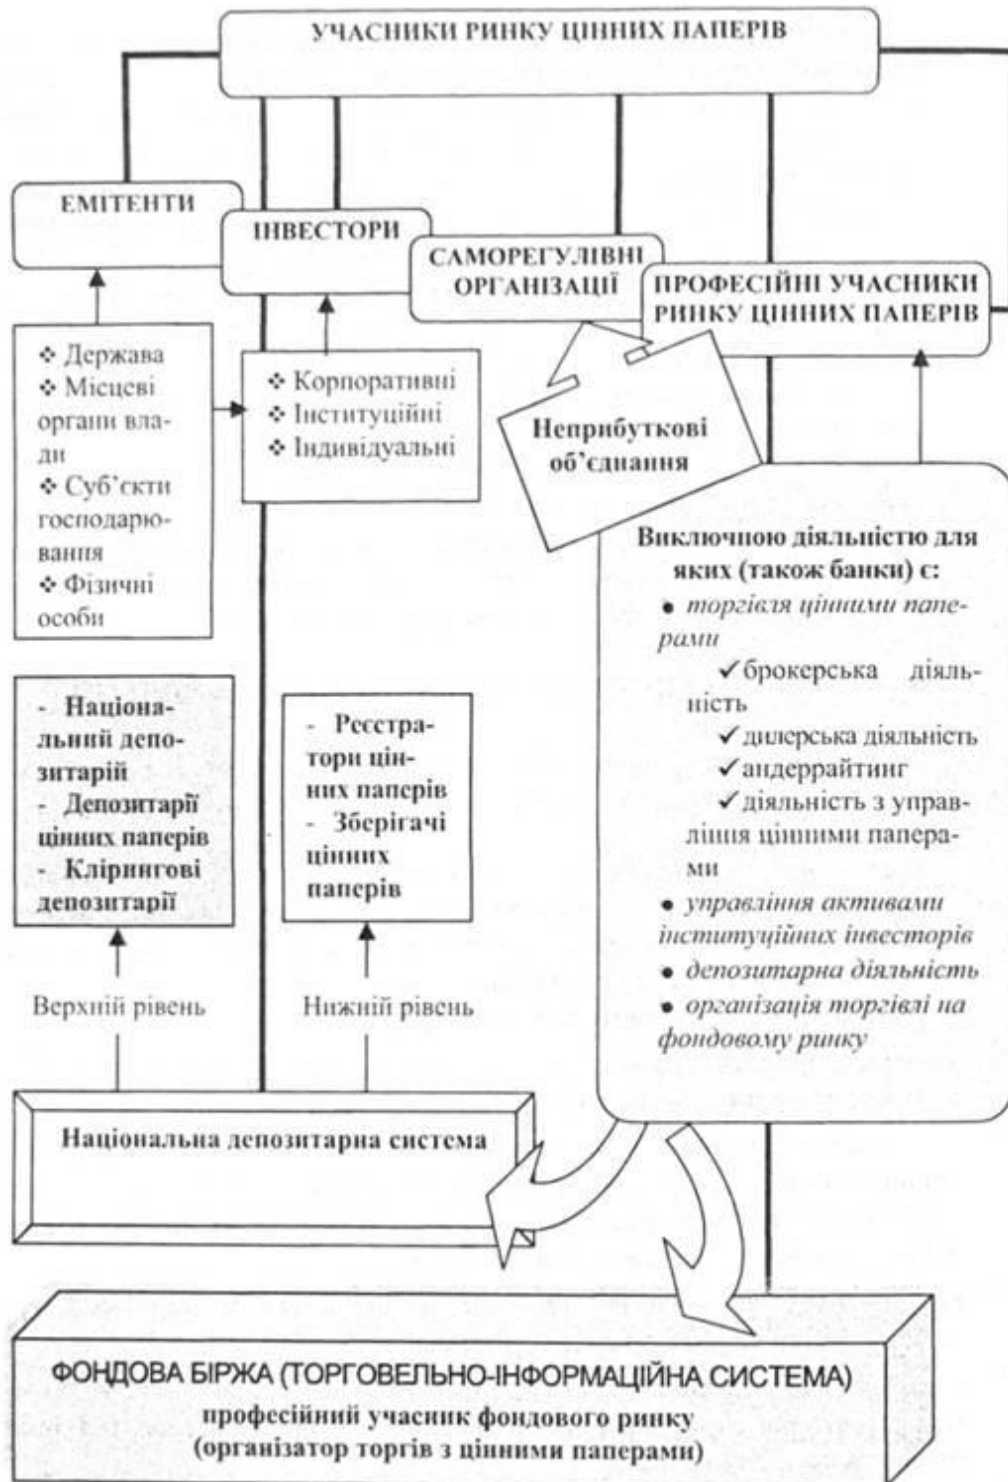 УЧАСНИКИ РИНКУ ЦІННИХ ПАПЕРІВ
ЕМІТЕНТИ
ІНВЕСТОРИ
САМОРЕГУЛІВНІ
ОРГАНІЗАЦІЇ
ПРОФЕСІЙНІ УЧАСНИКИ
РИНКУ ЦІННИХ ПАПЕРІВ
❖ Держава
❖ Місцеві
органи вла-
ди
❖ Суб’єкти
господарю-
вання
❖ Фізичні
особи
❖ Корпоративні
❖ Інституційні
❖ Індивідуальні
Неприбуткові
об’єднання
Виключною діяльністю для
яких (також банки) є:
● торгівля цінними папе-
рами
✓ брокерська діяль-
ність
✓ дилерська діяльність
✓ андеррайтинг
✓ діяльність з управ-
ління цінними папера-
ми
● управління активами
інституційних інвесторів
● депозитарна діяльність
● організація торгівлі на
фондовому ринку
- Націона-
льний депо-
зитарій
- Депозитарії
цінних паперів
- Клірингові
депозитарії
- Реєстра-
тори цін-
них паперів
- Зберігачі
цінних
паперів
Верхній рівень
Нижній рівень
Національна депозитарна система
ФОНДОВА БІРЖА (ТОРГОВЕЛЬНО-ІНФОРМАЦІЙНА СИСТЕМА)
професійний учасник фондового ринку
(організатор торгів з цінними паперами)